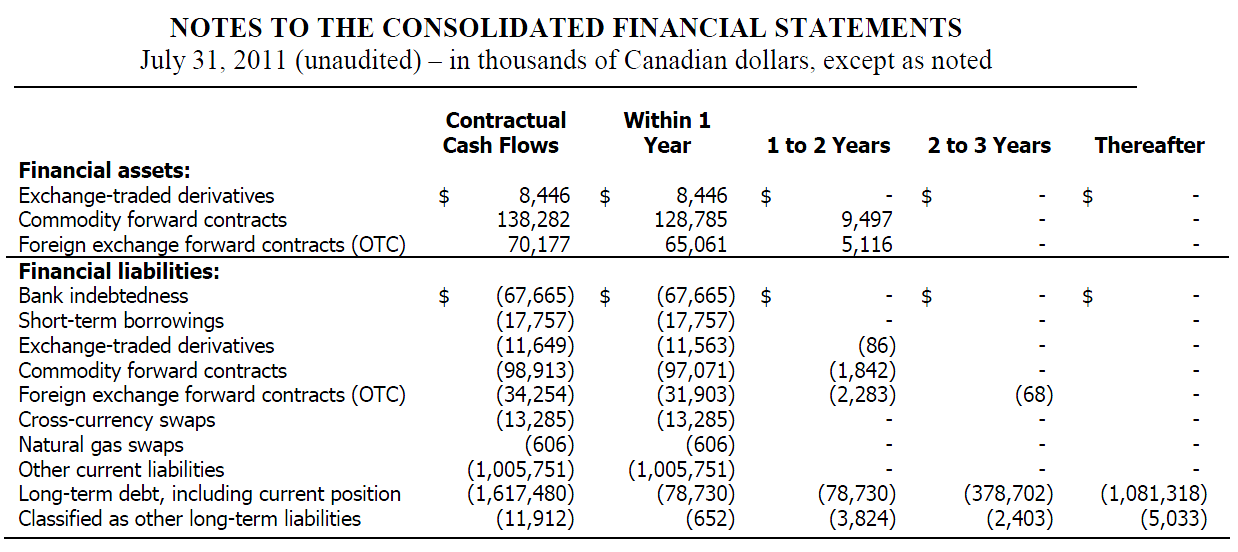 NOTES TO THE CONSOLIDATED FINANCIAL STATEMENTS
July 31, 2011 (unaudited) – in thousands of Canadian dollars, except as noted
Contractual Cash Flows Within 1 Year 1 to 2 Years 2 to 3 Years Thereafter
Financial assets:
Exchange-traded derivatives $ 8,446 $ 8,446 $ - $ - $ -
Commodity forward contracts 138,282 128,785 9,497 - -
Foreign exchange forward contracts (OTC) 70,177 65,061 5,116 - -
Financial liabilities:
Bank indebtedness $ (67,665) $ (67,665) $ - $ - $ -
Short-term borrowings (17,757) (17,757) - - -
Exchange-traded derivatives (11,649) (11,563) (86) - -
Commodity forward contracts (98,913) (97,071) (1,842) - -
Foreign exchange forward contracts (OTC) (34,254) (31,903) (2,283) (68) -
Cross-currency swaps (13,285) (13,285) - - -
Natural gas swaps (606) (606) - - -
Other current liabilities (1,005,751) (1,005,751) - - -
Long-term debt, including current position (1,617,480) (78,730) (78,730) (378,702) (1,081,318)
Classified as other long-term liabilities (11,912) (652) (3,824) (2,403) (5,033)